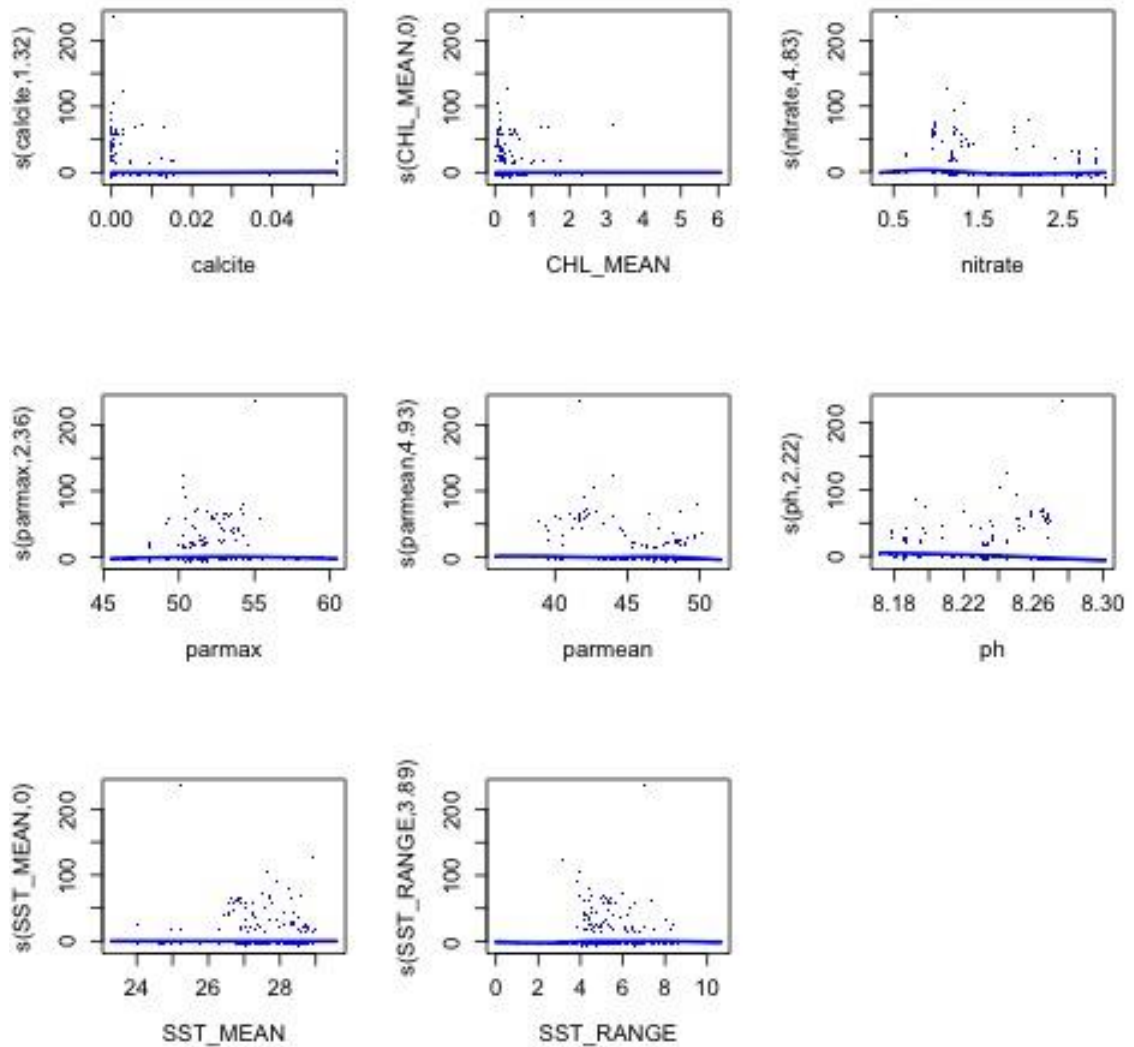 s(calcite,1.32)
0 100 200
0.00 0.02 0.04
calcite
s(CHL_MEAN,0)
0 100 200
0 1 2 3 4 5 6
CHL_MEAN
s(nitrate,4.83)
0 100 200
0.5 1.5 2.5
nitrate
s(parmax,2.36)
0 100 200
45 50 55 60
parmax
s(parmean,4.93)
0 100 200
40 45 50
parmean
s(ph,2.22)
0 100 200
8.18 8.22 8.26 8.30
ph
s(SST_MEAN,0)
0 100 200
24 26 28
SST_MEAN
s(SST_RANGE,3.89)
0 100 200
0 2 4 6 8 10
SST_RANGE